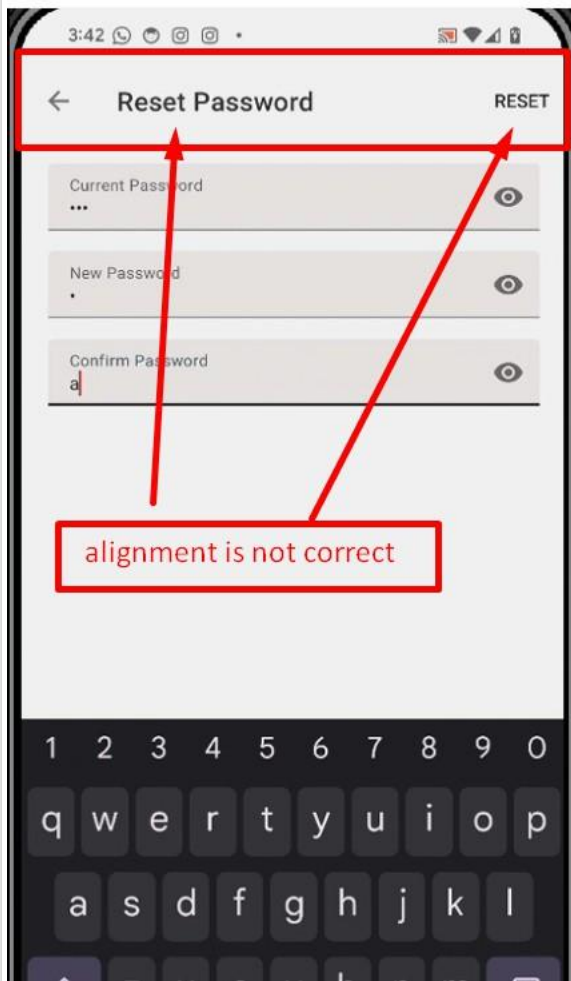 3:42
Reset Password RESET
Current Password
•••
New Password
•
Confirm Password
a
alignment is not correct
1 2 3 4 5 6 7 8 9 0
q w e r t y u i o p
a s d f g h j k l